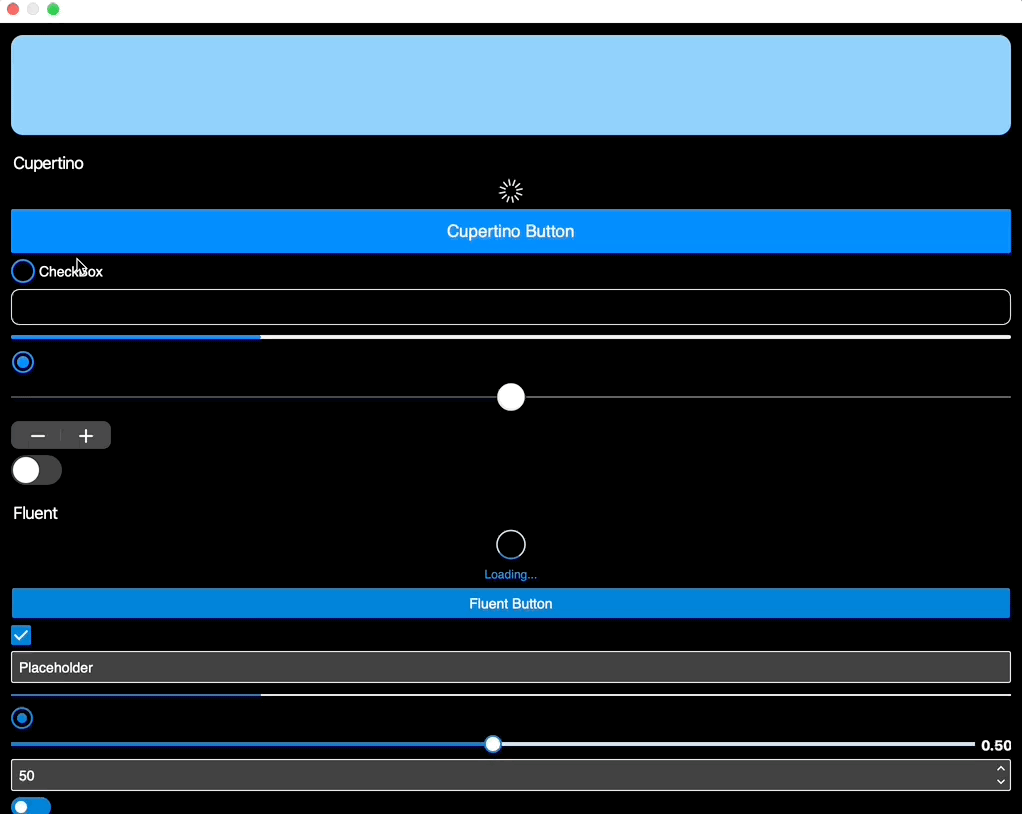 Cupertino
Cupertino Button
Checkbox
Fluent
Loading...
Fluent Button
Placeholder
0.50
50